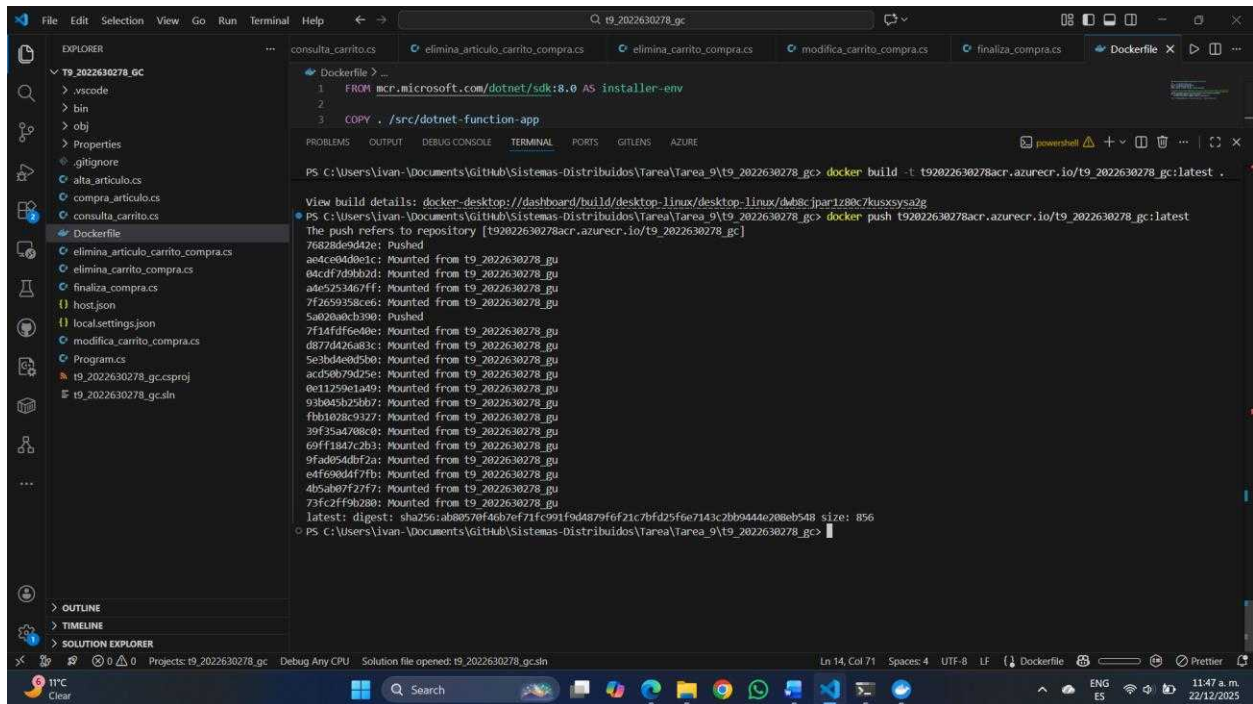 File Edit Selection View Go Run Terminal Help
t9_2022630278_gc
EXPLORER
T9_2022630278_GC
.vscode
bin
obj
Properties
.gitignore
alta_articulo.cs
compra_articulo.cs
consulta_carrito.cs
Dockerfile
elimina_articulo_carrito_compra.cs
elimina_carrito_compra.cs
finaliza_compra.cs
host.json
local.settings.json
modifica_carrito_compra.cs
Program.cs
t9_2022630278_gc.csproj
t9_2022630278_gc.sln
OUTLINE
TIMELINE
SOLUTION EXPLORER
consulta_carrito.cs elimina_articulo_carrito_compra.cs elimina_carrito_compra.cs modifica_carrito_compra.cs finaliza_compra.cs Dockerfile
Dockerfile > ...
1 FROM mcr.microsoft.com/dotnet/sdk:8.0 AS installer-env
2
3 COPY . /src/dotnet-function-app
PROBLEMS OUTPUT DEBUG CONSOLE TERMINAL PORTS GITLENS AZURE
powershell
PS C:\Users\ivan-\Documents\GitHub\Sistemas-Distribuidos\Tarea\Tarea_9\t9_2022630278_gc> docker build -t t92022630278acr.azurecr.io/t9_2022630278_gc:latest .
View build details: docker-desktop://dashboard/build/desktop-linux/desktop-linux/dwb8cjpar1z80c7kusxsysa2g
PS C:\Users\ivan-\Documents\GitHub\Sistemas-Distribuidos\Tarea\Tarea_9\t9_2022630278_gc> docker push t92022630278acr.azurecr.io/t9_2022630278_gc:latest
The push refers to repository [t92022630278acr.azurecr.io/t9_2022630278_gc]
76828de9d42e: Pushed
ae4ce04d0e1c: Mounted from t9_2022630278_gu
04cdf7d9bb2d: Mounted from t9_2022630278_gu
a4e5253467ff: Mounted from t9_2022630278_gu
7f2659358ce6: Mounted from t9_2022630278_gu
5a020a0cb390: Pushed
7f14fdf6e40e: Mounted from t9_2022630278_gu
d877d426a83c: Mounted from t9_2022630278_gu
5e3bd4e0d5b0: Mounted from t9_2022630278_gu
acd50b79d25e: Mounted from t9_2022630278_gu
0e11259e1a49: Mounted from t9_2022630278_gu
93b045b25bb7: Mounted from t9_2022630278_gu
fbb1028c9327: Mounted from t9_2022630278_gu
39f35a4708c0: Mounted from t9_2022630278_gu
69ff1847c2b3: Mounted from t9_2022630278_gu
9fad054dbf2a: Mounted from t9_2022630278_gu
e4f690d4f7fb: Mounted from t9_2022630278_gu
4b5ab07f27f7: Mounted from t9_2022630278_gu
73fc2ff9b280: Mounted from t9_2022630278_gu
latest: digest: sha256:ab80570f46b7ef71fc991f9d4879f6f21c7bfd25f6e7143c2bb9444e208eb548 size: 856
PS C:\Users\ivan-\Documents\GitHub\Sistemas-Distribuidos\Tarea\Tarea_9\t9_2022630278_gc>
0 0 Projects: t9_2022630278_gc Debug Any CPU Solution file opened: t9_2022630278_gc.sln Ln 14, Col 71 Spaces: 4 UTF-8 LF Dockerfile Prettier
6
11°C
Clear
Search
ENG
ES
11:47 a. m.
22/12/2025